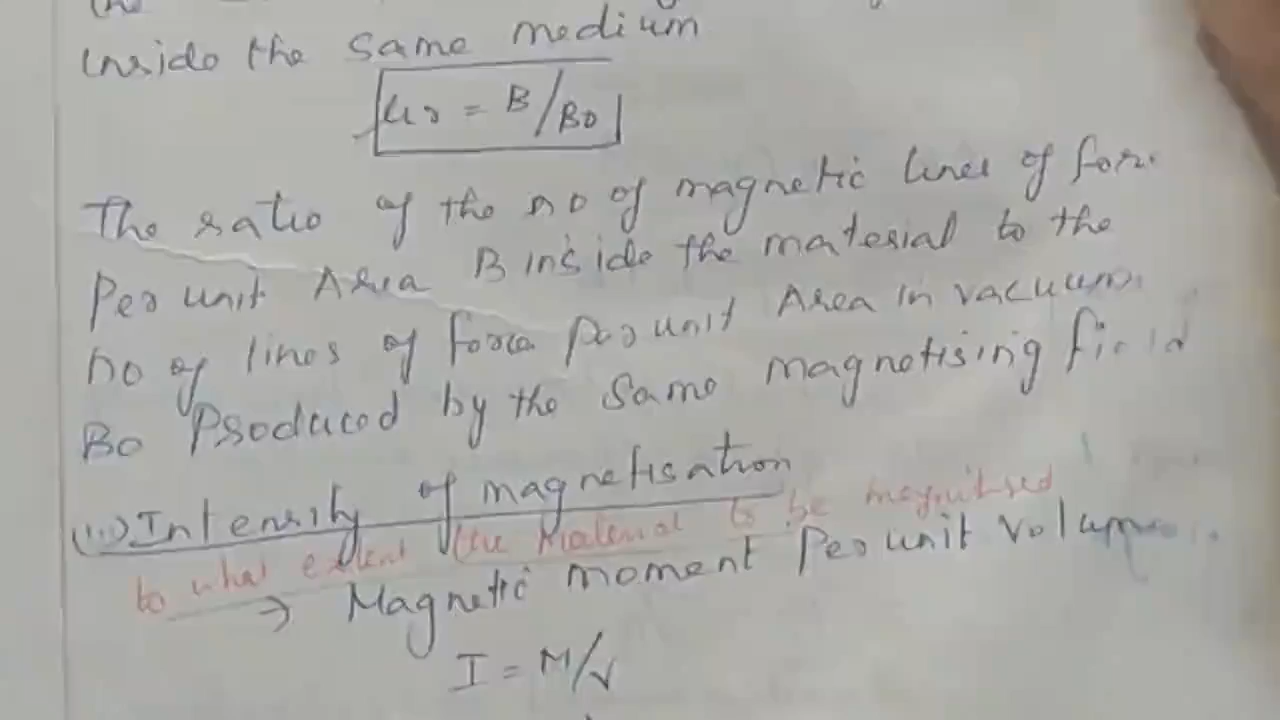 the
inside the same medium
μr = B/B0
The ratio of the no of magnetic lines of
Per unit Area B inside the material to the
no of lines of force per unit Area in vacuum.
B0 Produced by the same magnetising field
Intensity of magnetisation
to what extent the Material to be magnetised
→ Magnetic moment Per unit volume
I = M/V